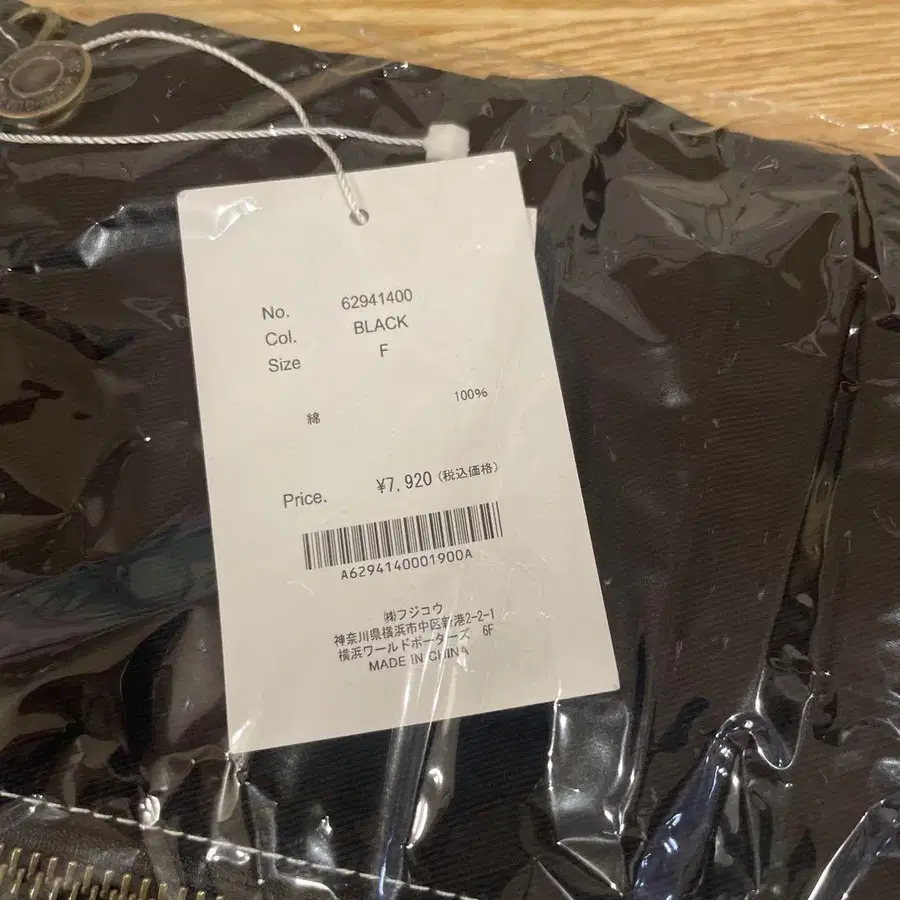 No. 62941400
Col. BLACK
Size F
綿 100%
Price. ¥7,920 (税込価格)
A6294140001900A
㈱フジコウ
神奈川県横浜市中区新港2-2-1
横浜ワールドポーターズ 6F
MADE IN CHINA